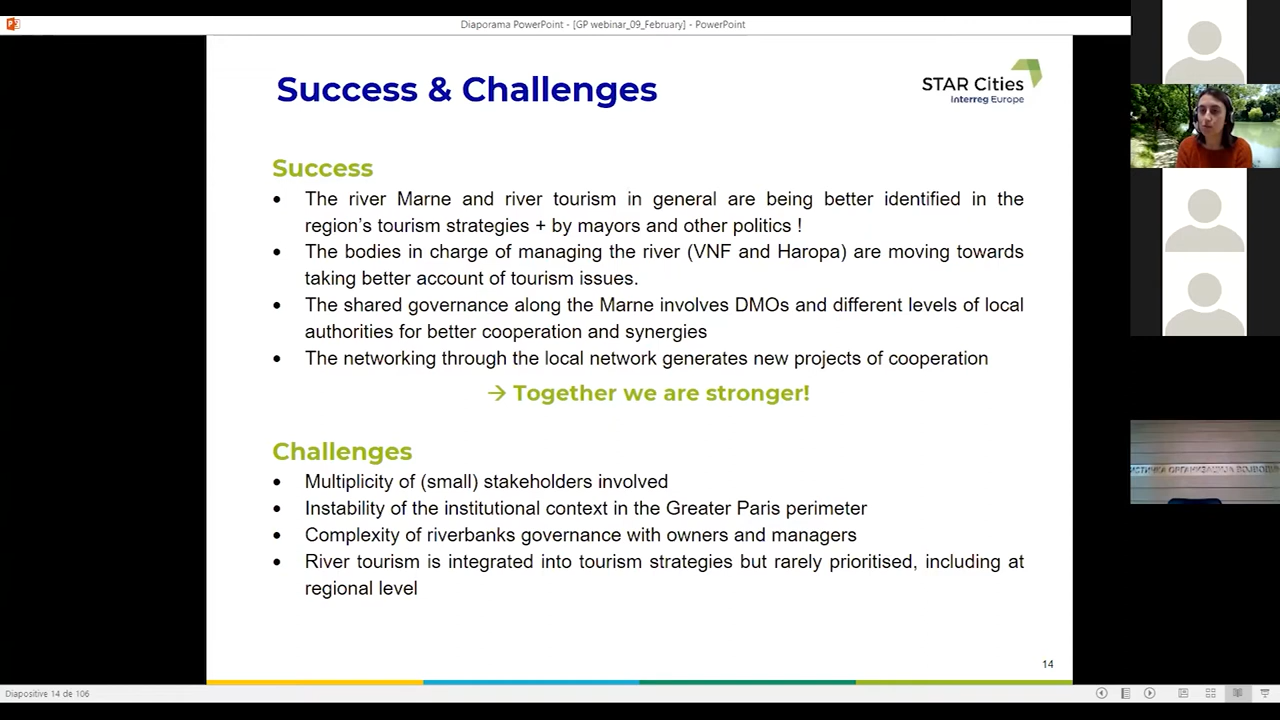 Diaporama PowerPoint - [GP webinar_09_February] - PowerPoint
Success & Challenges
STAR Cities
Interreg Europe
Success
• The river Marne and river tourism in general are being better identified in the
region's tourism strategies + by mayors and other politics !
• The bodies in charge of managing the river (VNF and Haropa) are moving towards
taking better account of tourism issues.
• The shared governance along the Marne involves DMOs and different levels of local
authorities for better cooperation and synergies
• The networking through the local network generates new projects of cooperation
→ Together we are stronger!
Challenges
• Multiplicity of (small) stakeholders involved
• Instability of the institutional context in the Greater Paris perimeter
• Complexity of riverbanks governance with owners and managers
• River tourism is integrated into tourism strategies but rarely prioritised, including at
regional level
14
Diapositive 14 de 106
ОРГАНИЗАЦИЈА